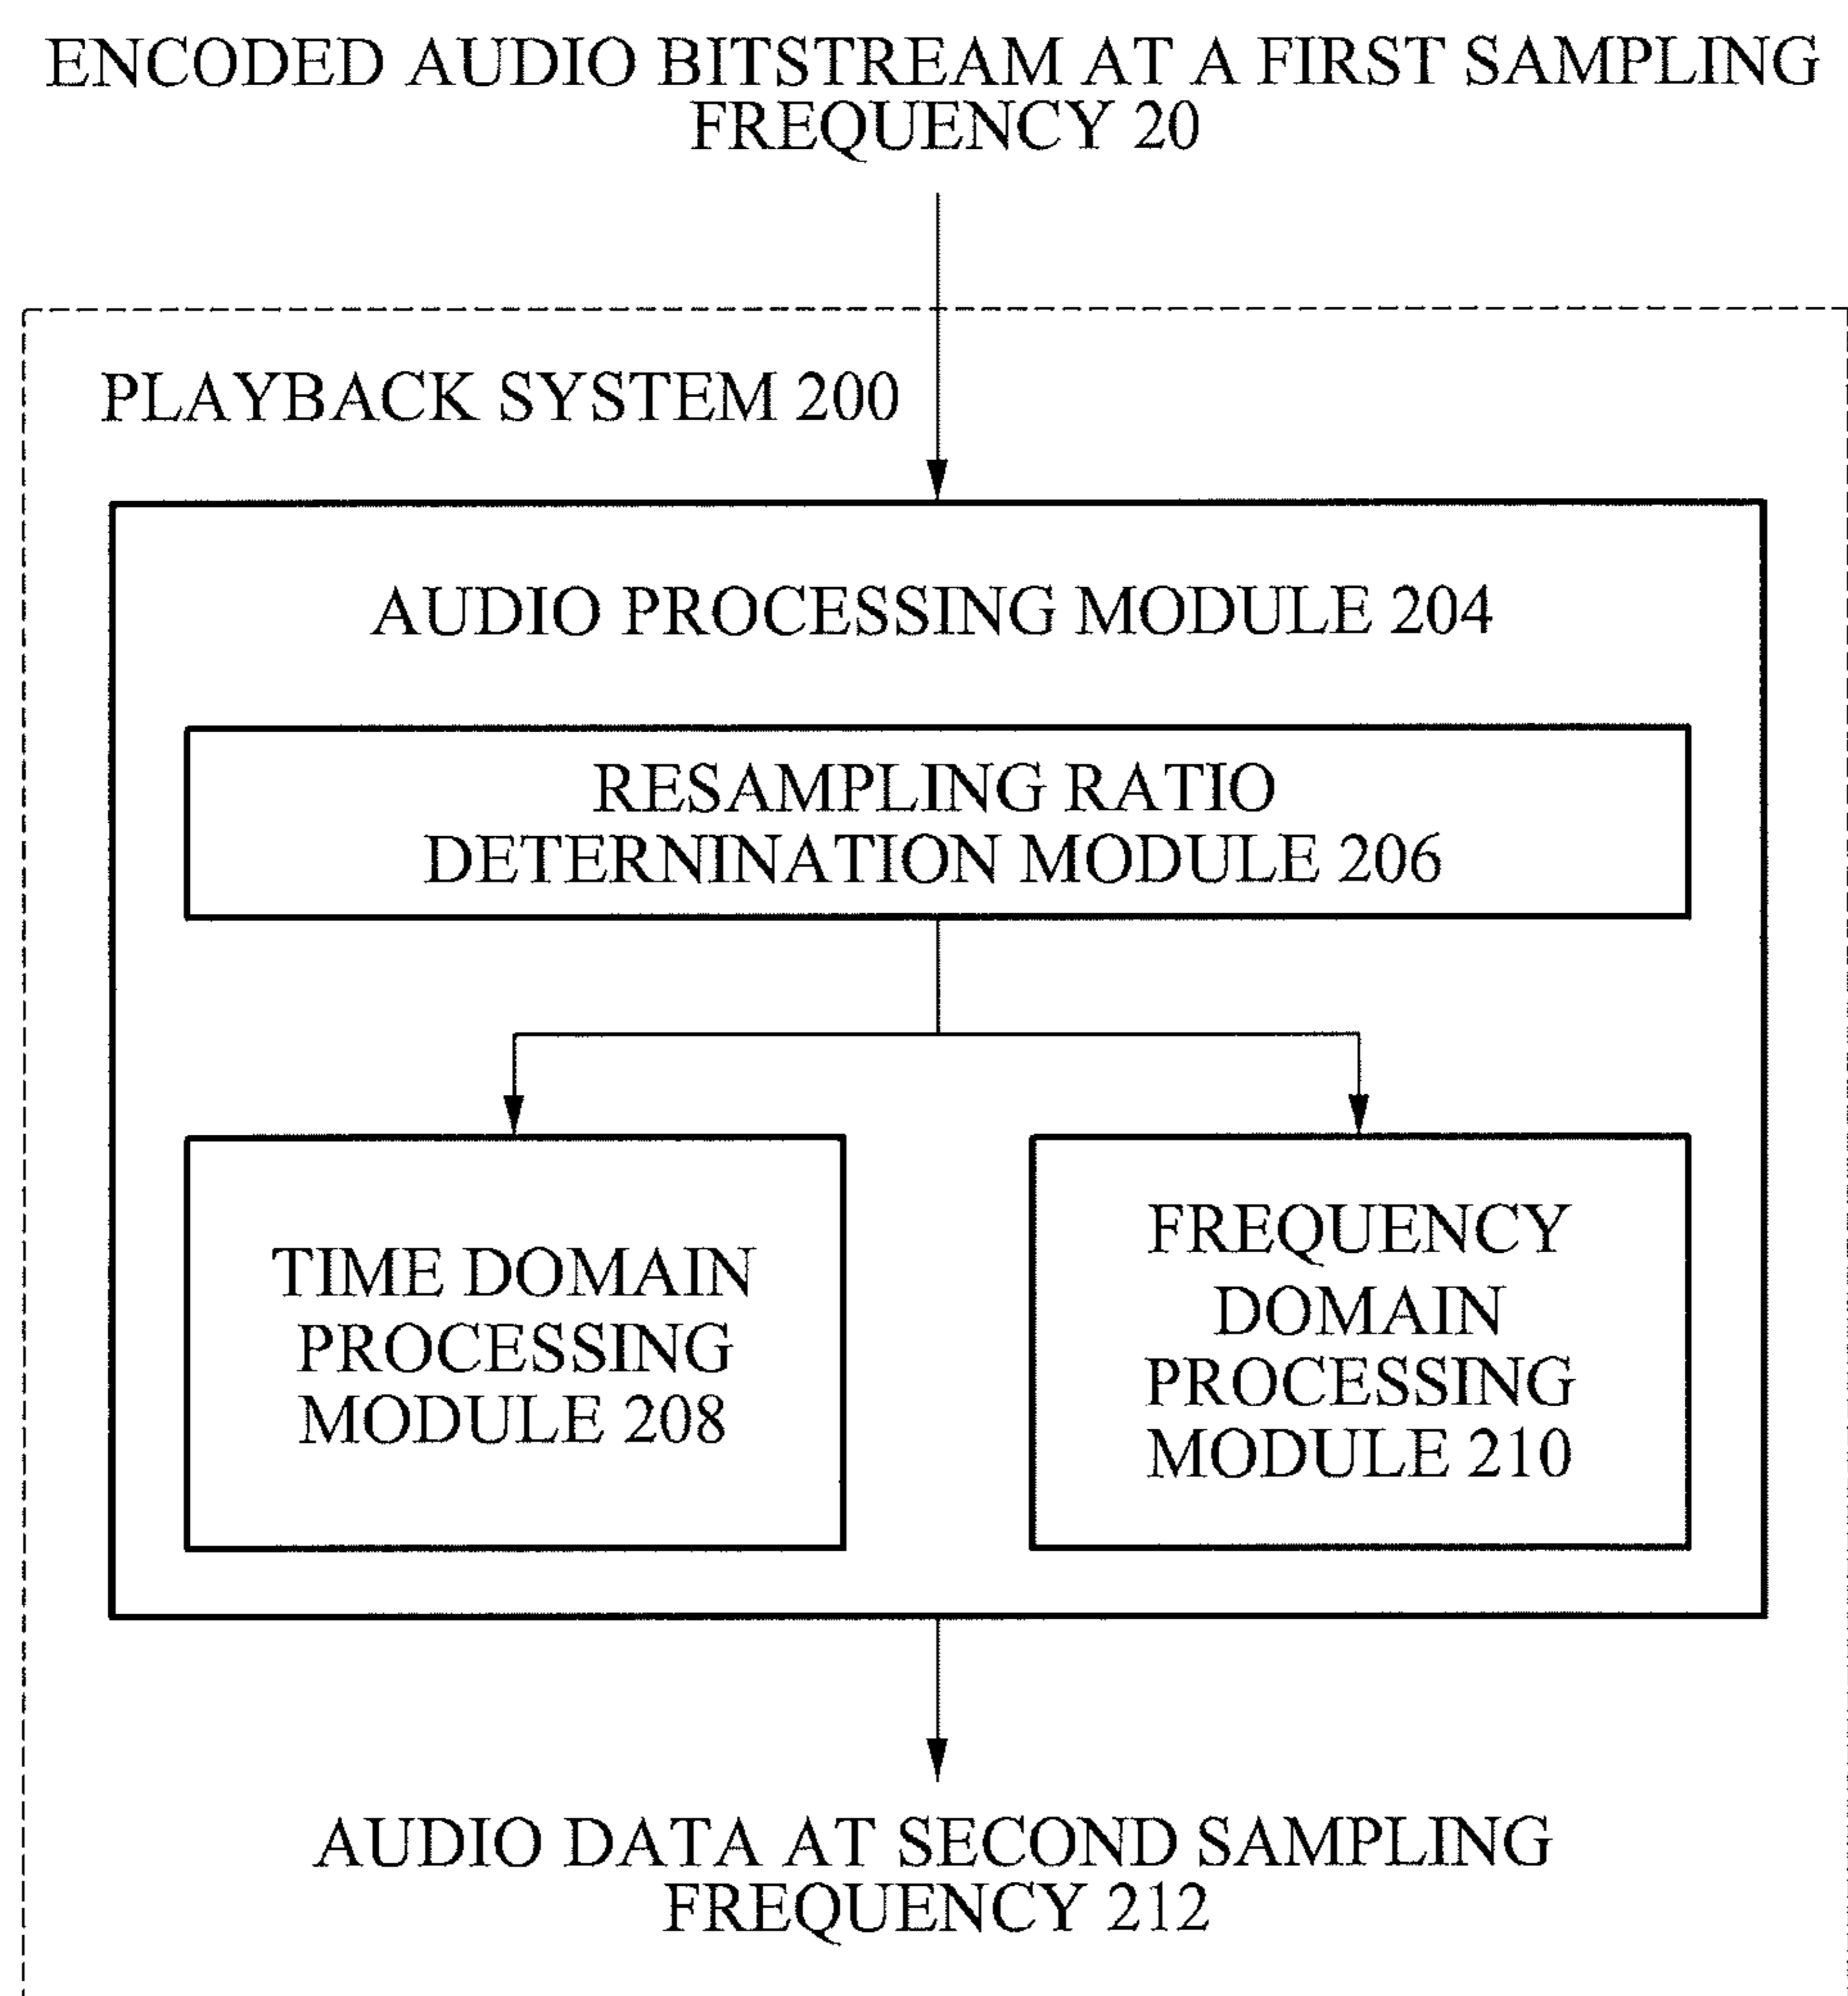 ENCODED AUDIO BITSTREAM AT A FIRST SAMPLING
FREQUENCY 20
PLAYBACK SYSTEM 200
AUDIO PROCESSING MODULE 204
RESAMPLING RATIO
DETERNINATION MODULE 206
TIME DOMAIN
PROCESSING
MODULE 208
FREQUENCY
DOMAIN
PROCESSING
MODULE 210
AUDIO DATA AT SECOND SAMPLING
FREQUENCY 212